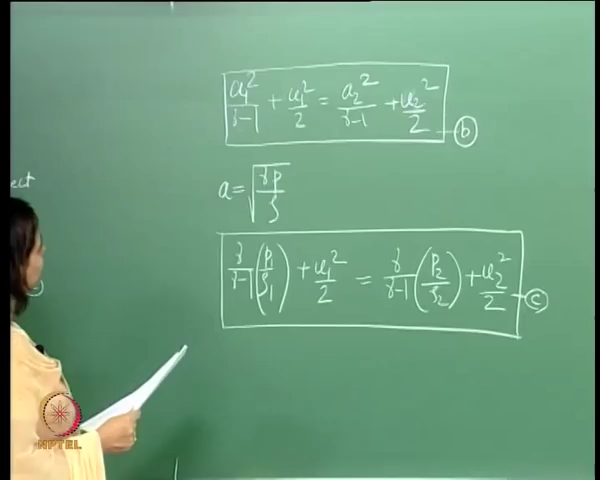 ect
a₁²/(γ-1) + u₁²/2 = a₂²/(γ-1) + u₂²/2 — (b)
a = √(γp/ρ)
γ/(γ-1) (p₁/ρ₁) + u₁²/2 = γ/(γ-1) (p₂/ρ₂) + u₂²/2 — (c)
NPTEL